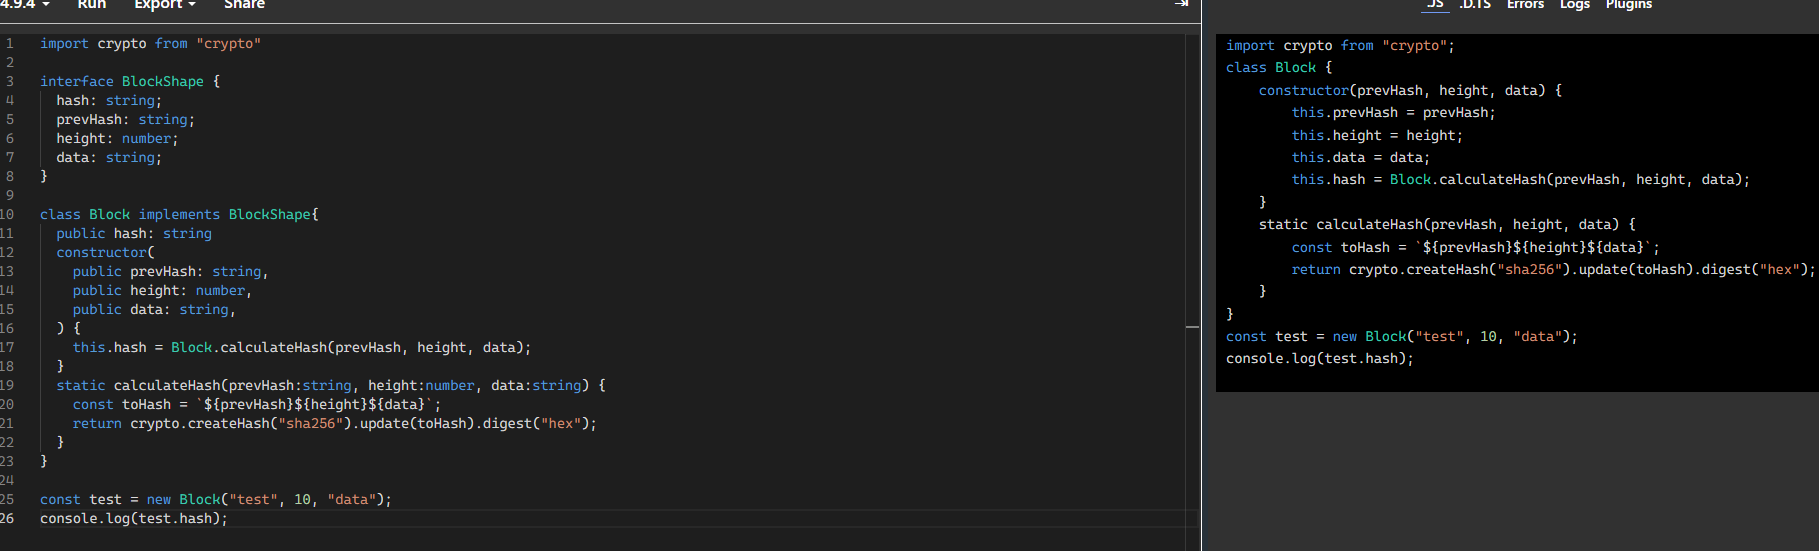 4.9.4 Run Export Share
1 import crypto from "crypto"
2
3 interface BlockShape {
4 hash: string;
5 prevHash: string;
6 height: number;
7 data: string;
8 }
9
10 class Block implements BlockShape{
11 public hash: string
12 constructor(
13 public prevHash: string,
14 public height: number,
15 public data: string,
16 ) {
17 this.hash = Block.calculateHash(prevHash, height, data);
18 }
19 static calculateHash(prevHash:string, height:number, data:string) {
20 const toHash = `${prevHash}${height}${data}`;
21 return crypto.createHash("sha256").update(toHash).digest("hex");
22 }
23 }
24
25 const test = new Block("test", 10, "data");
26 console.log(test.hash);
.JS .D.TS Errors Logs Plugins
import crypto from "crypto";
class Block {
constructor(prevHash, height, data) {
this.prevHash = prevHash;
this.height = height;
this.data = data;
this.hash = Block.calculateHash(prevHash, height, data);
}
static calculateHash(prevHash, height, data) {
const toHash = `${prevHash}${height}${data}`;
return crypto.createHash("sha256").update(toHash).digest("hex");
}
}
const test = new Block("test", 10, "data");
console.log(test.hash);